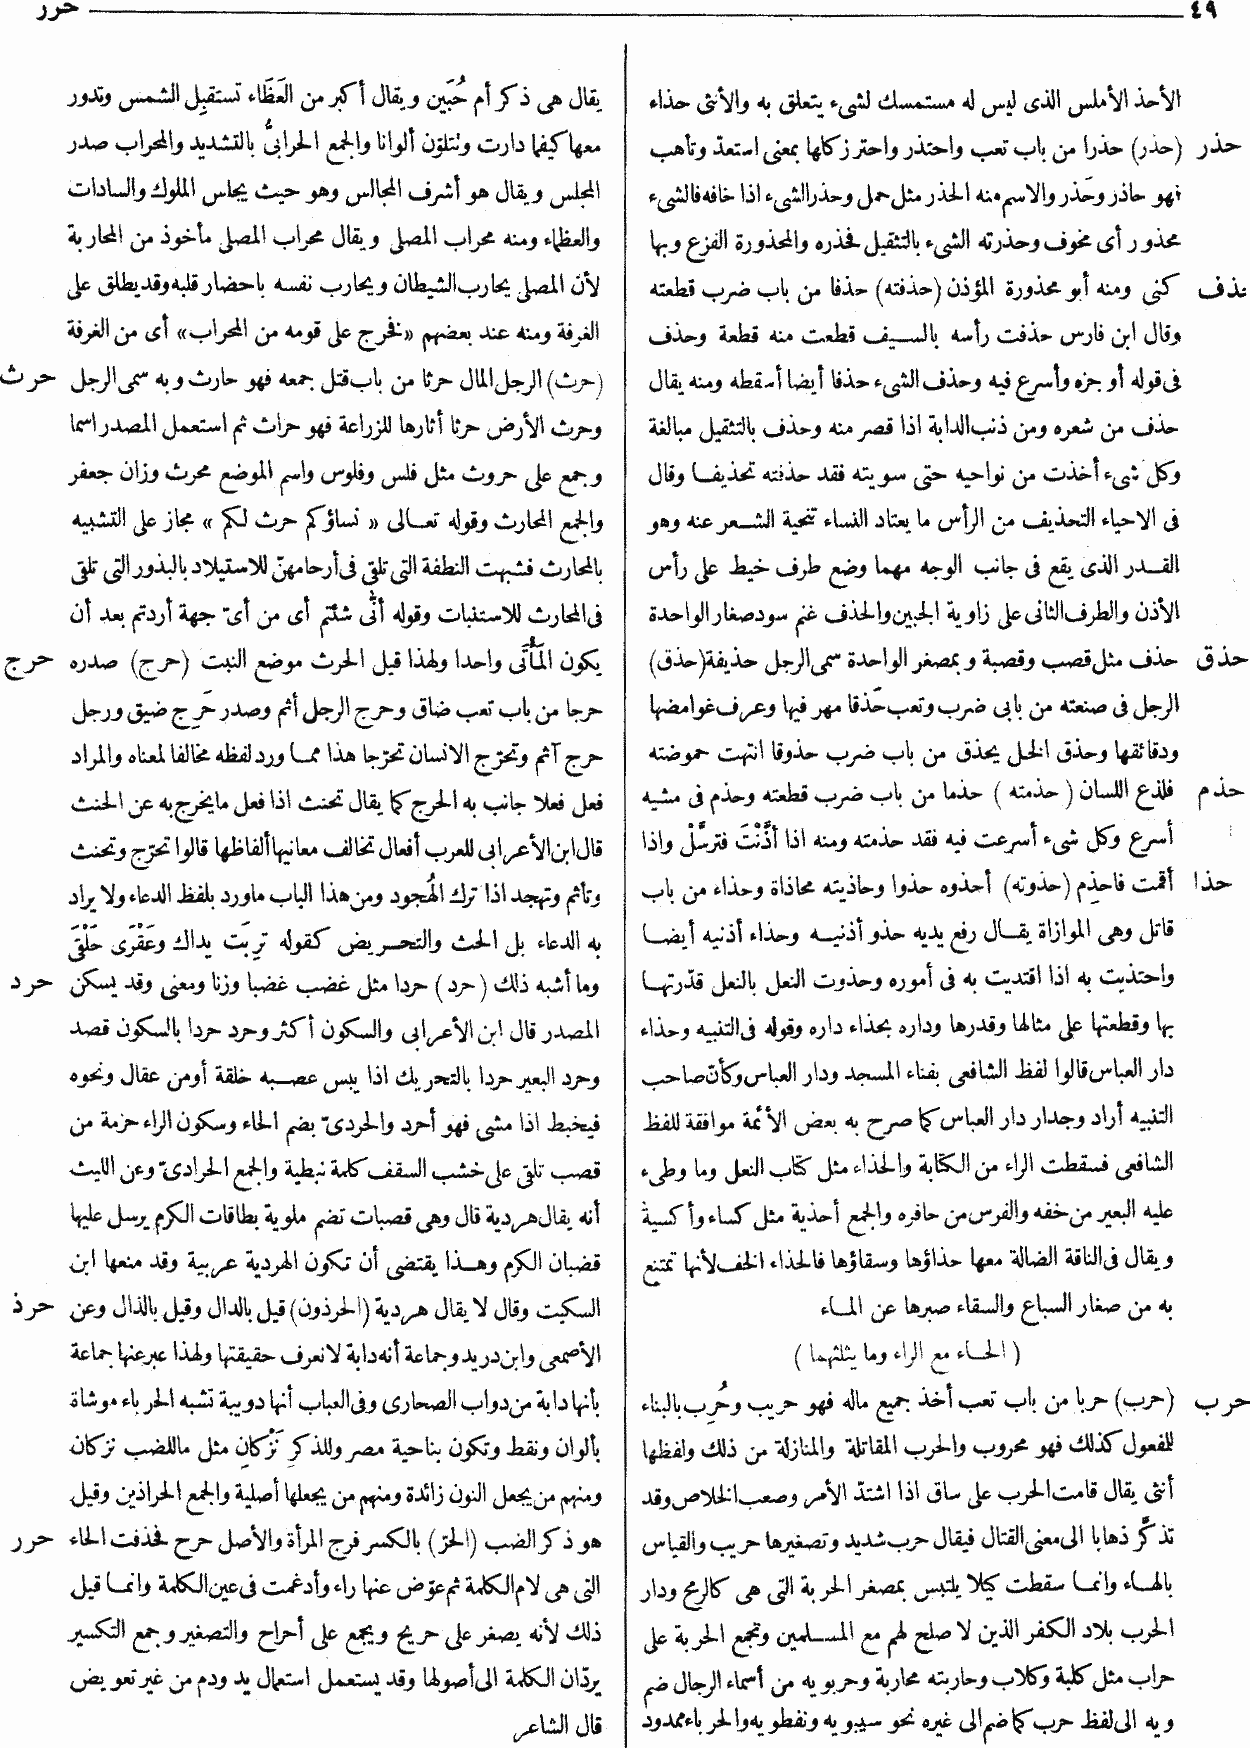 ٤٩ حرر
الأحذ الأملس الذى ليس له مستمسك لشىء يتعلق به والأنثى حذاء
حذر (حذر) حذرا من باب تعب واحتذر واحترز كلها بمعنى استعدّ وتأهب
فهو حاذر وحَذر والاسم منه الحذر مثل حمل وحذر الشىء اذا خافه فالشىء
محذور أى مخوف وحذرته الشىء بالتثقيل فحذره والمحذورة الفزع وبها
حذف كنى ومنه أبو محذورة المؤذن (حذفته) حذفا من باب ضرب قطعته
وقال ابن فارس حذفت رأسه بالسيف قطعت منه قطعة وحذف
فى قوله أوجزه وأسرع فيه وحذف الشىء حذفا أيضا أسقطه ومنه يقال
حذف من شعره ومن ذنب الدابة اذا قصر منه وحذف بالتثقيل مبالغة
وكل شىء أخذت من نواحيه حتى سويته فقد حذفته تحذيفا وقال
فى الاحياء التحذيف من الرأس ما يعتاد النساء تنحية الشعر عنه وهو
القدر الذى يقع فى جانب الوجه مهما وضع طرف خيط على رأس
الأذن والطرف الثانى على زاوية الجبين والحذف غنم سود صغار الواحدة
حذق حذف مثل قصب وقصبة وبمصغر الواحدة سمى الرجل حذيفة (حذق)
الرجل فى صنعته من بابى ضرب وتعب حَذقا مهر فيها وعرف غوامضها
ودقائقها وحذق الخل يحذق من باب ضرب حذوقا انتهت حموضته
حذم فلذع اللسان (حذمته) حذما من باب ضرب قطعته وحذم فى مشيه
أسرع وكل شىء أسرعت فيه فقد حذمته ومنه اذا أذَّنْتَ فترسَّلْ واذا
حذا أقمت فاحذِم (حذوته) أحذوه حذوا وحاذيته محاذاة وحذاء من باب
قاتل وهى الموازاة يقال رفع يديه حذو أذنيه وحذاء أذنيه أيضا
واحتذيت به اذا اقتديت به فى أموره وحذوت النعل بالنعل قدّرتها
بها وقطعتها على مثالها وقدرها وداره بحذاء داره وقوله فى التنبيه وحذاء
دار العباس قالوا لفظ الشافعى بفناء المسجد ودار العباس وكأنّ صاحب
التنبيه أراد وجدار دار العباس كما صرح به بعض الأئمة موافقة للفظ
الشافعى فسقطت الراء من الكتابة والحذاء مثل كتاب النعل وما وطىء
عليه البعير من خفه والفرس من حافره والجمع أحذية مثل كساء وأكسية
ويقال فى الناقة الضالة معها حذاؤها وسقاؤها فالحذاء الخف لأنها تمتنع
به من صغار السباع والسقاء صبرها عن الماء
( الحاء مع الراء وما يثلثهما )
حرب (حرب) حربا من باب تعب أخذ جميع ماله فهو حريب وحُرِب بالبناء
للفعول كذلك فهو محروب والحرب المقاتلة والمنازلة من ذلك ولفظها
أنثى يقال قامت الحرب على ساق اذا اشتدّ الأمر وصعب الخلاص وقد
تذكَّر ذهابا الى معنى القتال فيقال حرب شديد وتصغيرها حريب والقياس
بالهاء وانما سقطت كيلا يلتبس بمصغر الحربة التى هى كالرمح ودار
الحرب بلاد الكفر الذين لا صلح لهم مع المسلمين وتجمع الحربة على
حراب مثل كلبة وكلاب وحاربته محاربة وحربويه من أسماء الرجال ضم
ويه الى لفظ حرب كما ضم الى غيره نحو سيبويه ونفطويه والحرباء ممدود
يقال هى ذكر أم حُبَين ويقال أكبر من العَظَاء تستقبل الشمس وتدور
معها كيفما دارت وتتلوّن ألوانا والجمع الحرابىُّ بالتشديد والمحراب صدر
المجلس ويقال هو أشرف المجالس وهو حيث يجلس الملوك والسادات
والعظماء ومنه محراب المصلى ويقال محراب المصلى مأخوذ من المحاربة
لأن المصلى يحارب الشيطان ويحارب نفسه باحضار قلبه وقد يطلق على
الغرفة ومنه عند بعضهم «فخرج على قومه من المحراب» أى من الغرفة
حرث (حرث) الرجل المال حرثا من باب قتل جمعه فهو حارث وبه سمى الرجل
وحرث الأرض حرثا أثارها للزراعة فهو حراث ثم استعمل المصدر اسما
وجمع على حروث مثل فلس وفلوس واسم الموضع محرث وزان جعفر
والجمع المحارث وقوله تعالى « نساؤكم حرث لكم » مجاز على التشبيه
بالمحارث فشبهت النطفة التى تلقى فى أرحامهنّ للاستيلاد بالبذور التى تلقى
فى المحارث للاستنبات وقوله أنَّى شئتم أى من أىّ جهة أردتم بعد أن
حرج يكون المَأْتَى واحدا ولهذا قيل الحرث موضع النبت (حرج) صدره
حرجا من باب تعب ضاق وحرج الرجل أثم وصدر حَرِج ضيق ورجل
حرج آثم وتحرّج الانسان تحرّجا هذا مما ورد لفظه مخالفا لمعناه والمراد
فعل فعلا جانب به الحرج كما يقال تحنث اذا فعل ما يخرج به عن الحنث
قال ابن الأعرابى للعرب أفعال تخالف معانيها ألفاظها قالوا تحرّج وتحنث
وتأثم وتهجد اذا ترك الهُجود ومن هذا الباب ما ورد بلفظ الدعاء ولا يراد
به الدعاء بل الحث والتحريض كقوله تَرِبَت يداك وعَقْرَى حَلْقَى
حرد وما أشبه ذلك (حرد) حردا مثل غضب غضبا وزنا ومعنى وقد يسكن
المصدر قال ابن الأعرابى والسكون أكثر وحرد حردا بالسكون قصد
وحرد البعير حردا بالتحريك اذا يبس عصبه خلقة أو من عقال ونحوه
فيخبط اذا مشى فهو أحرد والحردىّ بضم الحاء وسكون الراء حزمة من
قصب تلقى على خشب السقف كلمة نبطية والجمع الحرادىّ وعن الليث
أنه يقال هردية قال وهى قصبات تضم ملوية بطاقات الكرم يرسل عليها
قضبان الكرم وهذا يقتضى أن تكون الهردية عربية وقد منعها ابن
حرذ السكيت وقال لا يقال هردية (الحرذون) قيل بالدال وقيل بالذال وعن
الأصمعى وابن دريد وجماعة أنه دابة لا نعرف حقيقتها ولهذا عبر عنها جماعة
بأنها دابة من دواب الصحارى وفى العباب أنها دويبة تشبه الحرباء موشاة
بألوان ونقط وتكون بناحية مصر وللذكر نَزْكَان مثل ما للضب نزكان
ومنهم من يجعل النون زائدة ومنهم من يجعلها أصلية والجمع الحراذين وقيل
حرر هو ذكر الضب (الحرّ) بالكسر فرج المرأة والأصل حرح فحذفت الحاء
التى هى لام الكلمة ثم عوّض عنها راء وأدغمت فى عين الكلمة وانما قيل
ذلك لأنه يصغر على حريح ويجمع على أحراح والتصغير وجمع التكسير
يردّان الكلمة الى أصولها وقد يستعمل استعمال يد ودم من غير تعويض
قال الشاعر